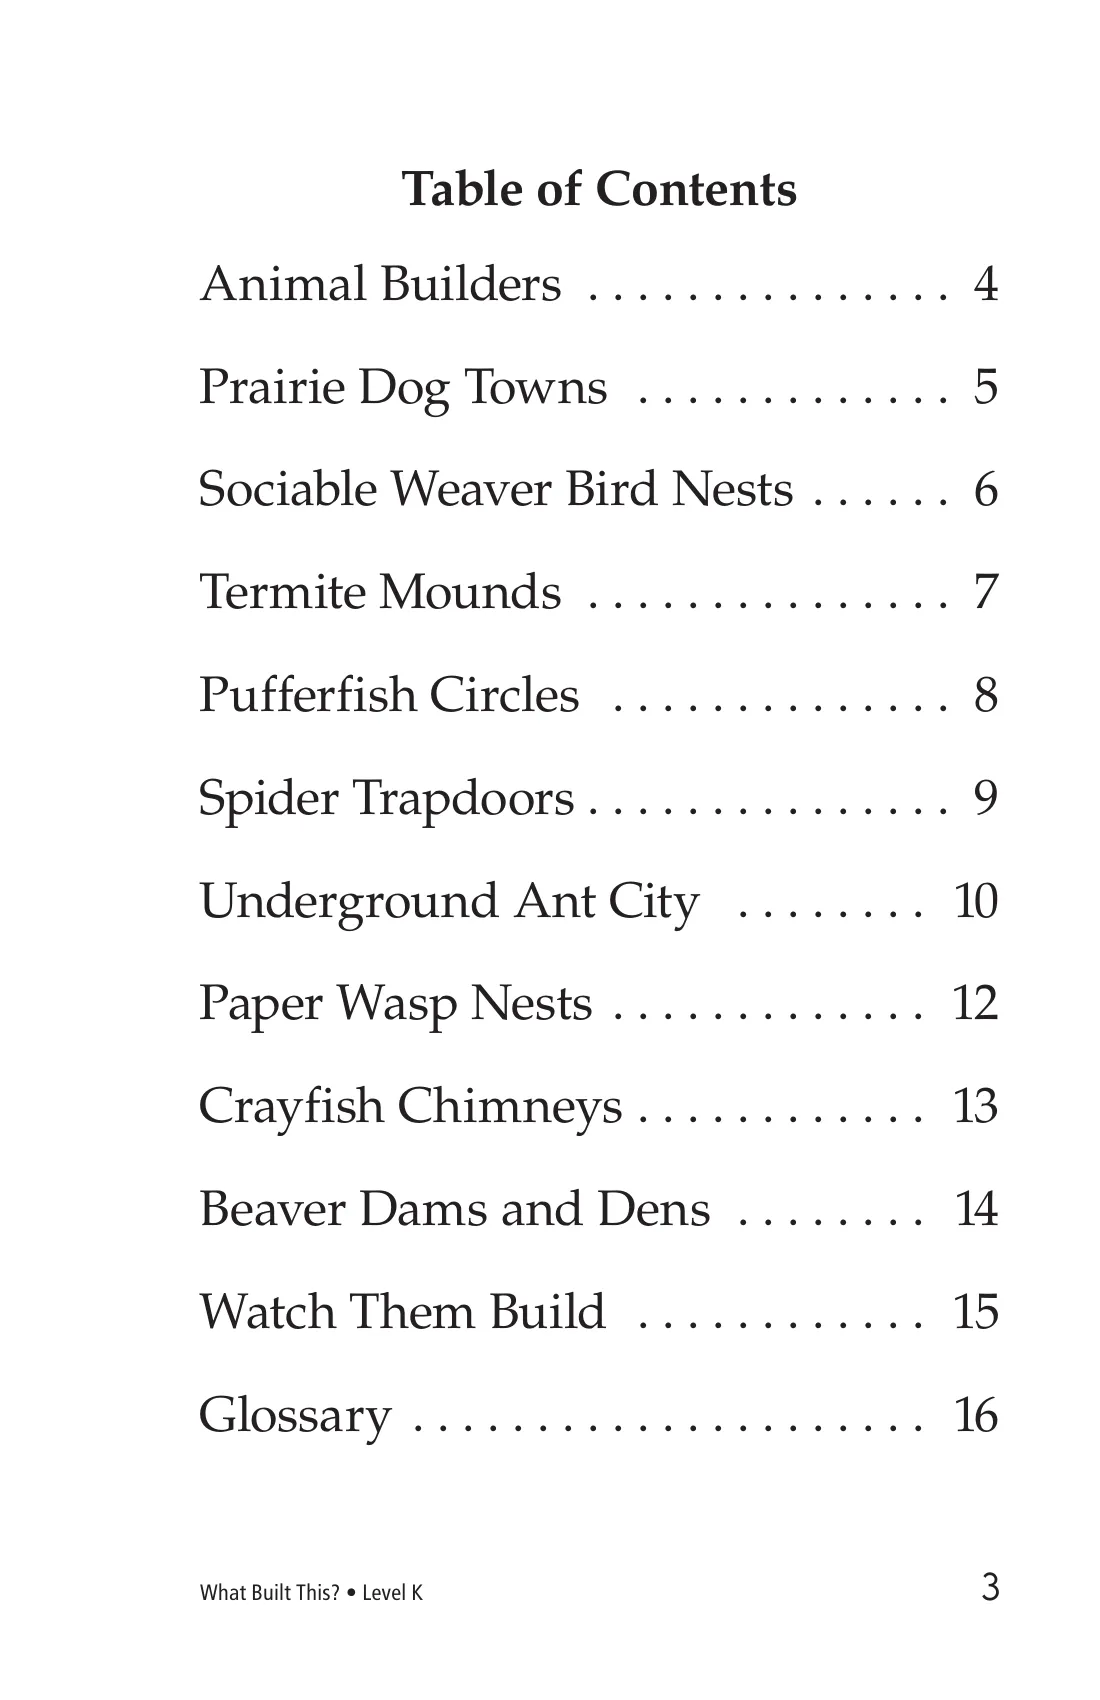 Table of Contents
Animal Builders . . . . . . . . . . . . . . . 4
Prairie Dog Towns . . . . . . . . . . . . . 5
Sociable Weaver Bird Nests . . . . . . 6
Termite Mounds . . . . . . . . . . . . . . . 7
Pufferfish Circles . . . . . . . . . . . . . . 8
Spider Trapdoors . . . . . . . . . . . . . . . 9
Underground Ant City . . . . . . . . 10
Paper Wasp Nests . . . . . . . . . . . . . 12
Crayfish Chimneys . . . . . . . . . . . . 13
Beaver Dams and Dens . . . . . . . . 14
Watch Them Build . . . . . . . . . . . . 15
Glossary . . . . . . . . . . . . . . . . . . . . . 16
What Built This? • Level K 3